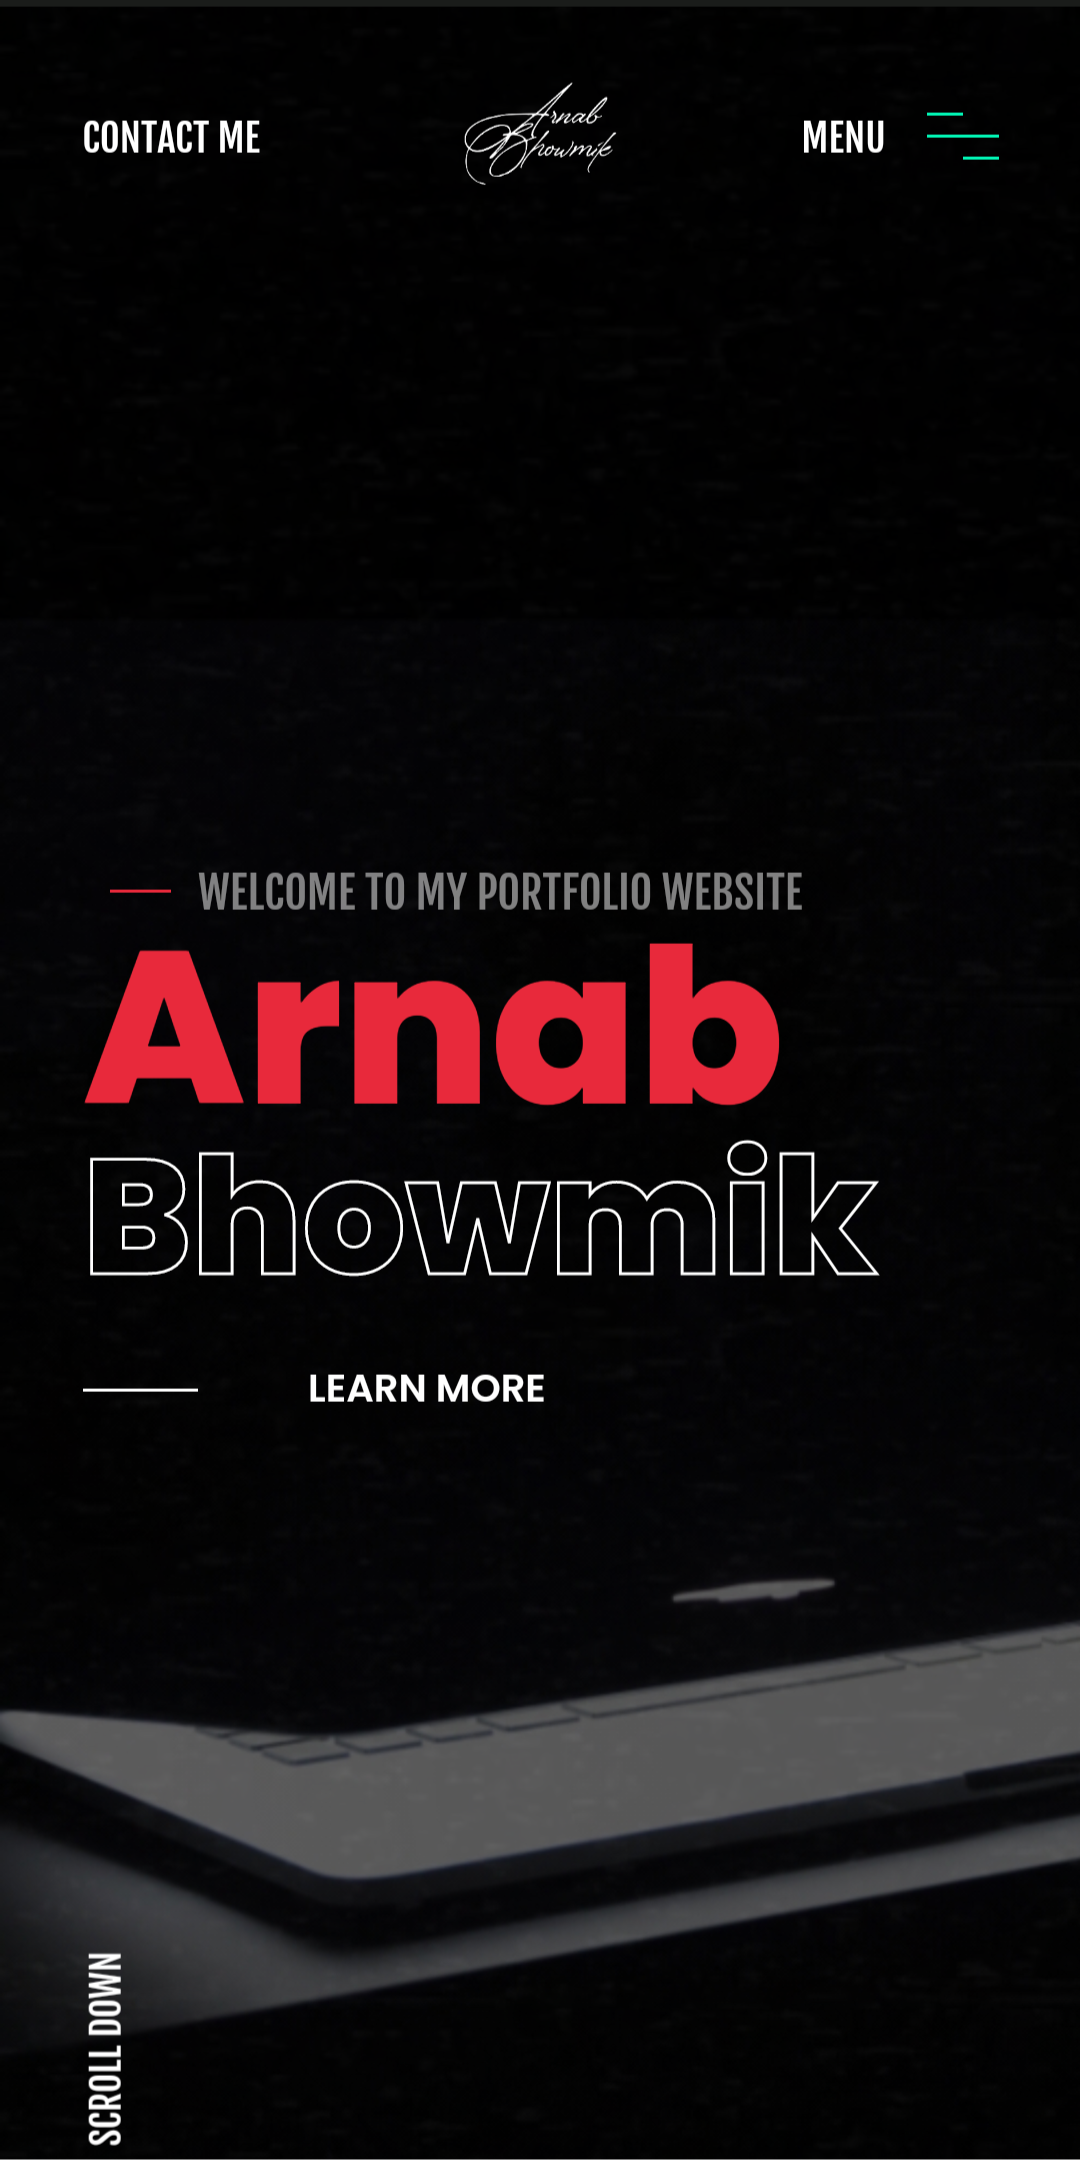 CONTACT ME
Arnab
Bhowmik
MENU
WELCOME TO MY PORTFOLIO WEBSITE
Arnab
Bhowmik
LEARN MORE
SCROLL DOWN